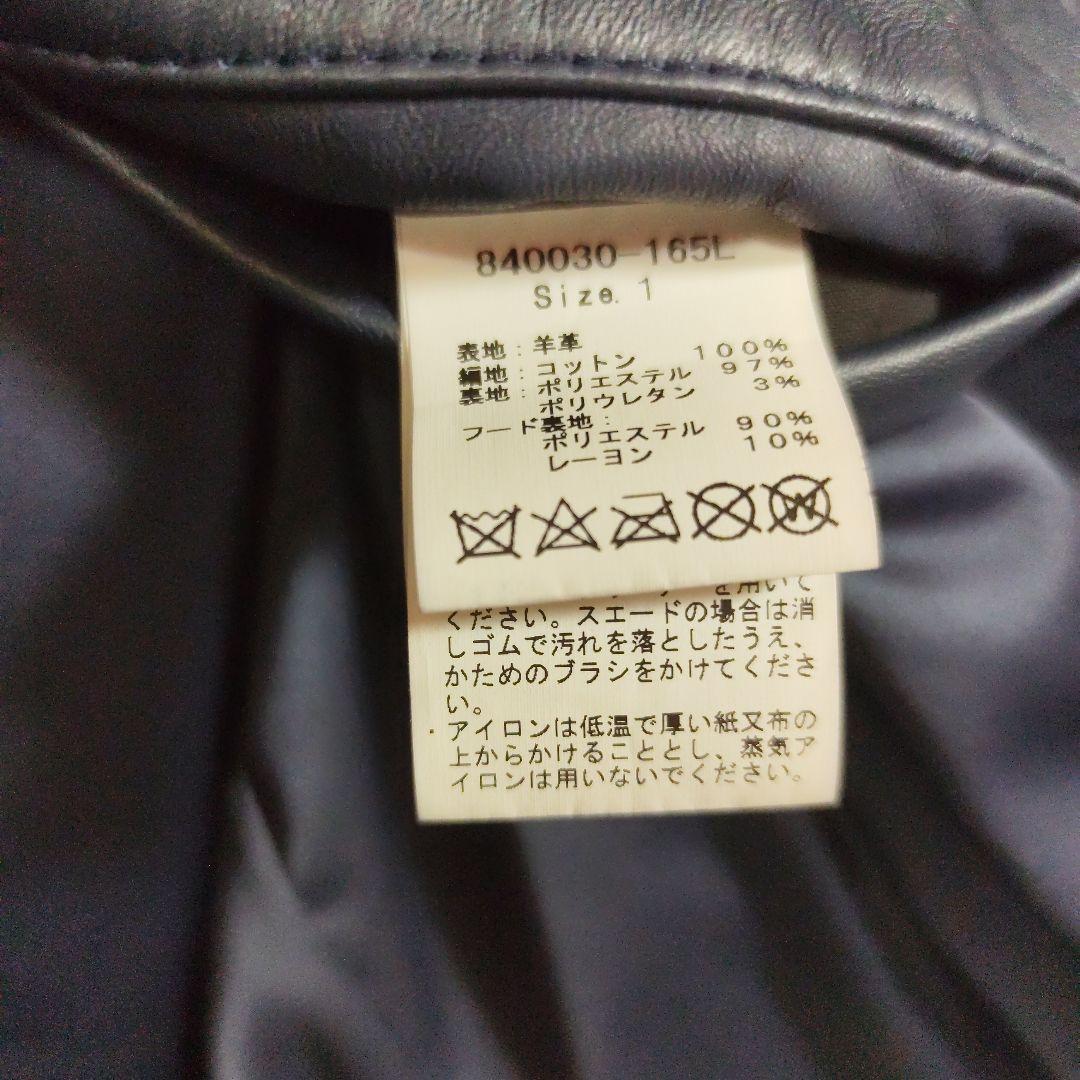 840030-165L
Size. 1
表地:羊革
編地:コットン 100%
裏地:ポリエステル 97%
ポリウレタン 3%
フード裏地:
ポリエステル 90%
レーヨン 10%
W
を用いて
ください。スエードの場合は消
しゴムで汚れを落としたうえ、
かためのブラシをかけてくださ
い。
・アイロンは低温で厚い紙又布の
上からかけることとし、蒸気ア
イロンは用いないでください。